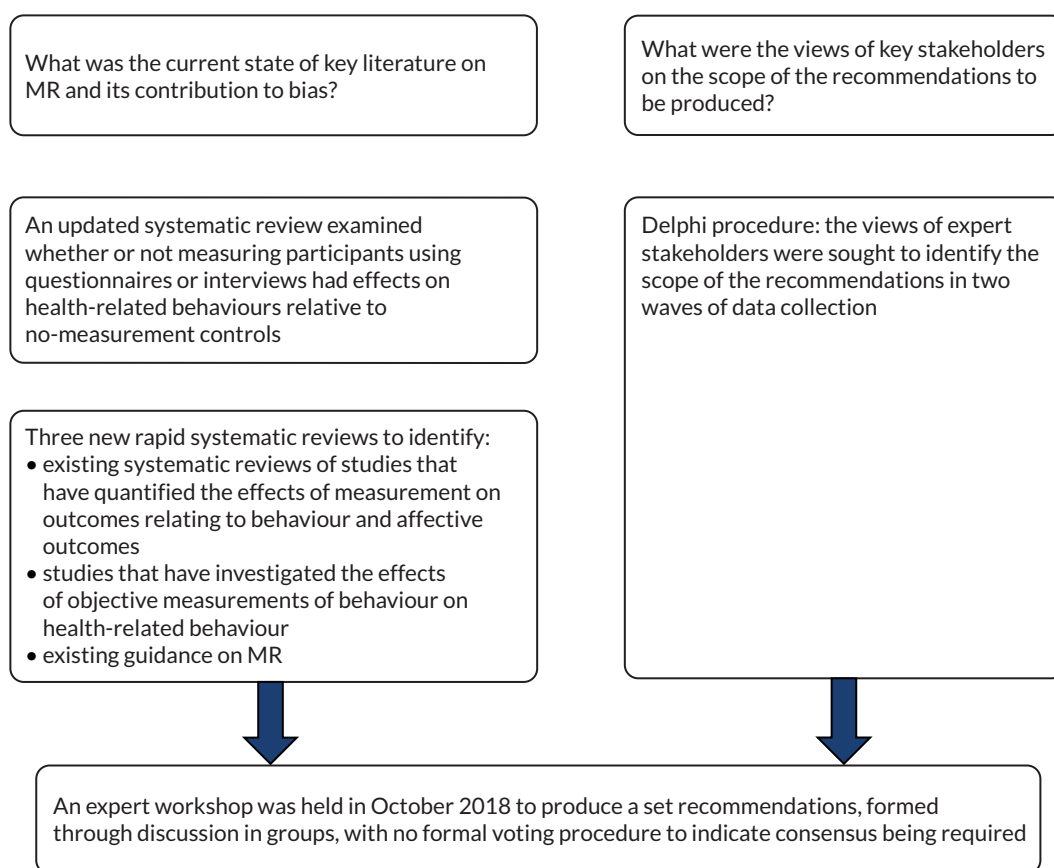 What was the current state of key literature on
MR and its contribution to bias?
What were the views of key stakeholders
on the scope of the recommendations to
be produced?
An updated systematic review examined
whether or not measuring participants using
questionnaires or interviews had effects on
health-related behaviours relative to
no-measurement controls
Delphi procedure: the views of expert
stakeholders were sought to identify the
scope of the recommendations in two
waves of data collection
Three new rapid systematic reviews to identify:
• existing systematic reviews of studies that
have quantified the effects of measurement on
outcomes relating to behaviour and affective
outcomes
• studies that have investigated the effects
of objective measurements of behaviour on
health-related behaviour
• existing guidance on MR
An expert workshop was held in October 2018 to produce a set recommendations, formed
through discussion in groups, with no formal voting procedure to indicate consensus being required